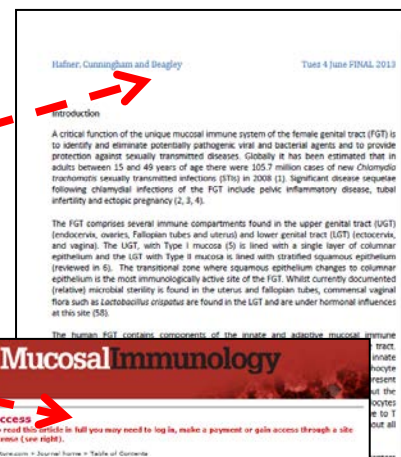 Hafner, Cunningham and Beagley Tues 4 June FINAL 2013
Introduction
A critical function of the unique mucosal immune system of the female genital tract (FGT) is
to identify and eliminate potentially pathogenic viral and bacterial agents and to provide
protection against sexually transmitted diseases. Globally it has been estimated that in
adults between 15 and 49 years of age there were 105.7 million cases of new Chlamydia
trachomatis sexually transmitted infections (STIs) in 2008 (1). Significant disease sequelae
following chlamydial infections of the FGT include pelvic inflammatory disease, tubal
infertility and ectopic pregnancy (2, 3, 4).
The FGT comprises several immune compartments found in the upper genital tract (UGT)
(endocervix, ovaries, Fallopian tubes and uterus) and lower genital tract (LGT) (ectocervix,
and vagina). The UGT, with Type I mucosa (5) is lined with a single layer of columnar
epithelium and the LGT with Type II mucosa is lined with stratified squamous epithelium
(reviewed in 6). The transitional zone where squamous epithelium changes to columnar
epithelium is the most immunologically active site of the FGT. Whilst currently documented
(relative) microbial sterility is found in the uterus and fallopian tubes, commensal vaginal
flora such as Lactobacillus crispatus are found in the LGT and are under hormonal influences
at this site (58).
The human FGT contains components of the innate and adaptive mucosal immune
tract.
innate
MucosalImmunology
out the
e to T
out all
access
read this article in full you may need to log in, make a payment or gain access through a site
(see right).
Journal home > Table of Contents